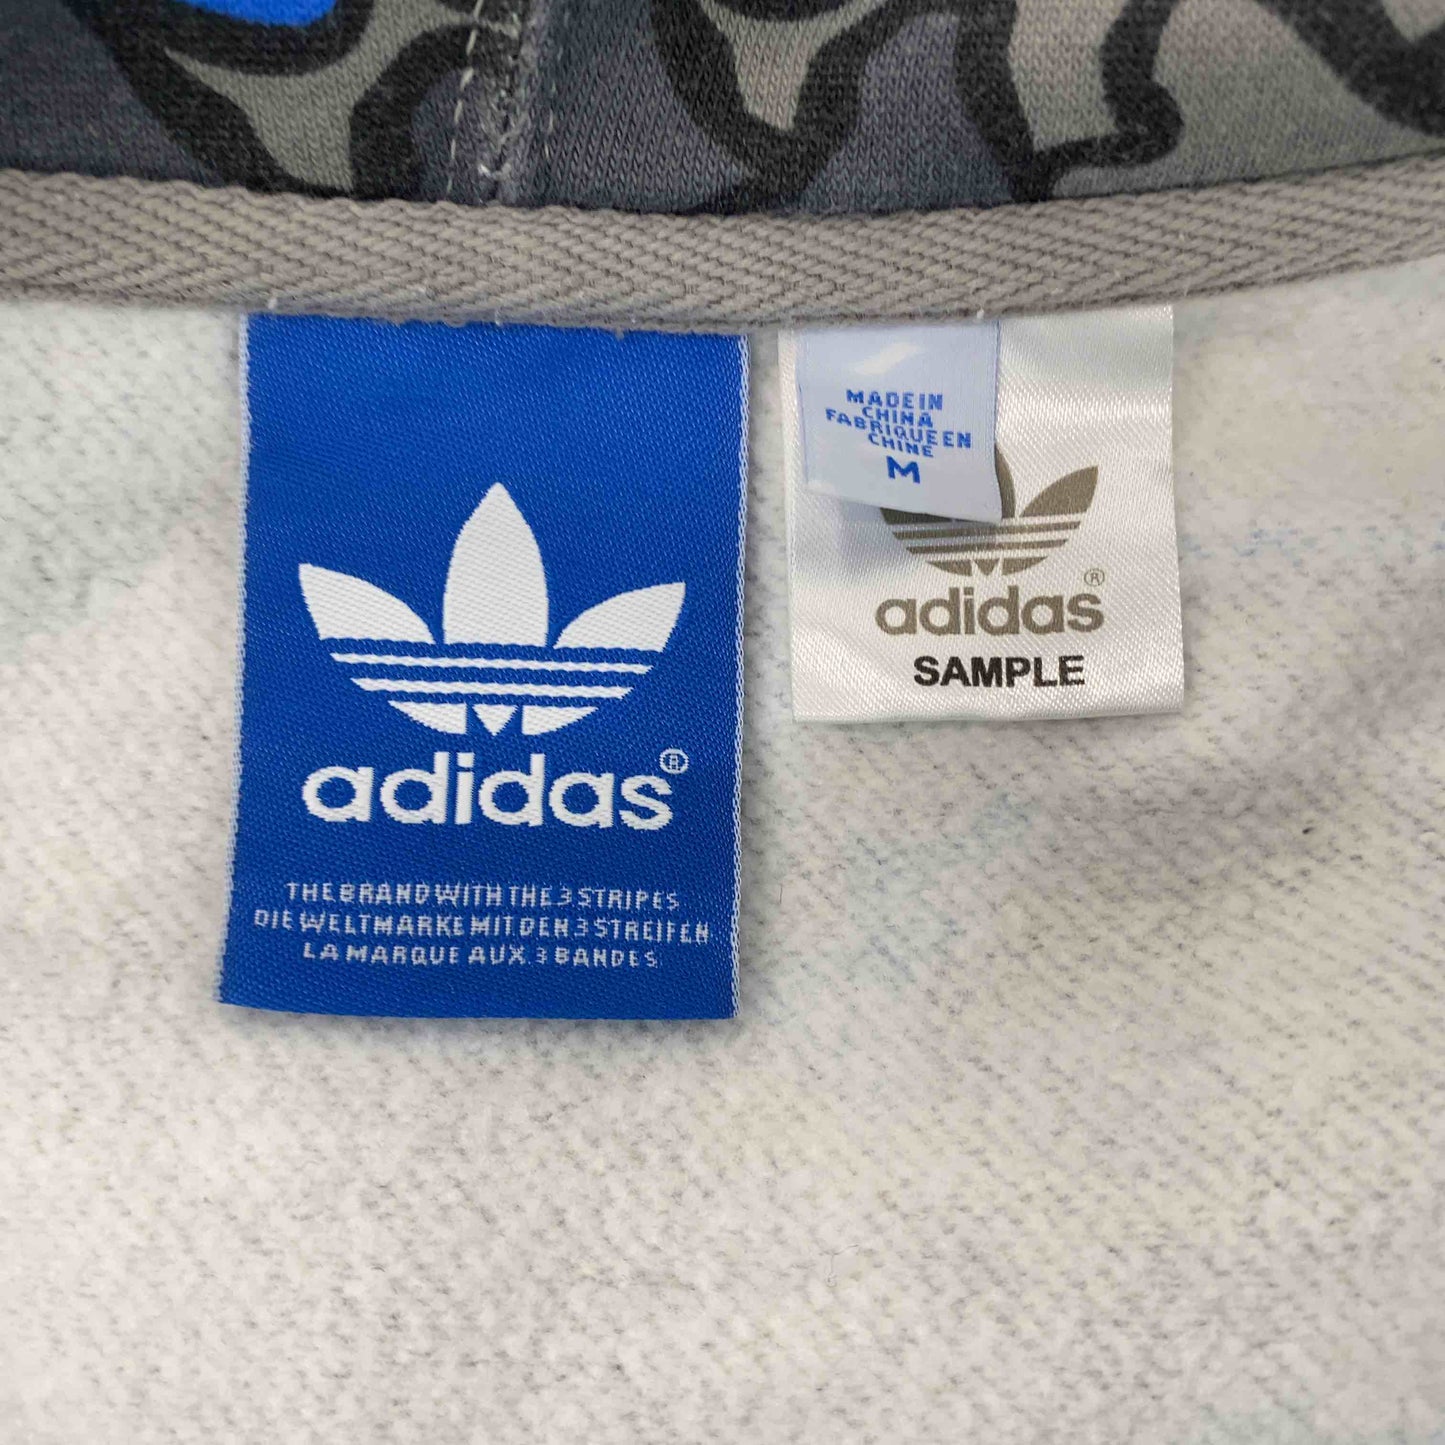 adidas®
THE BRAND WITH THE 3 STRIPES
DIE WELTMARKE MIT DEN 3 STREIFEN
LA MARQUE AUX 3 BANDES
MADE IN
CHINA
FABRIQUE EN
CHINE
M
adidas®
SAMPLE